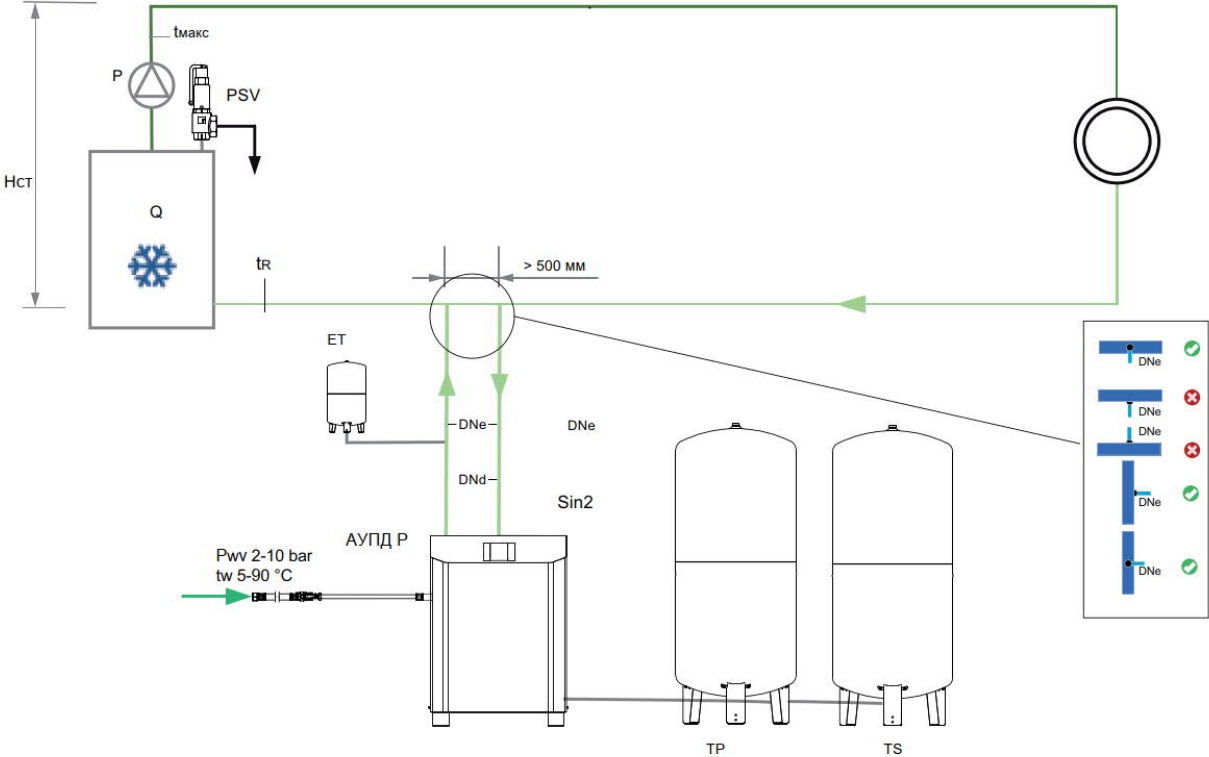 tмакс
P
PSV
Hст
Q
tR
> 500 мм
ET
DNe
DNe
DNd
Sin2
АУПД Р
Pwv 2-10 bar
tw 5-90 °C
TP
TS
DNe
DNe
DNe
DNe
DNe